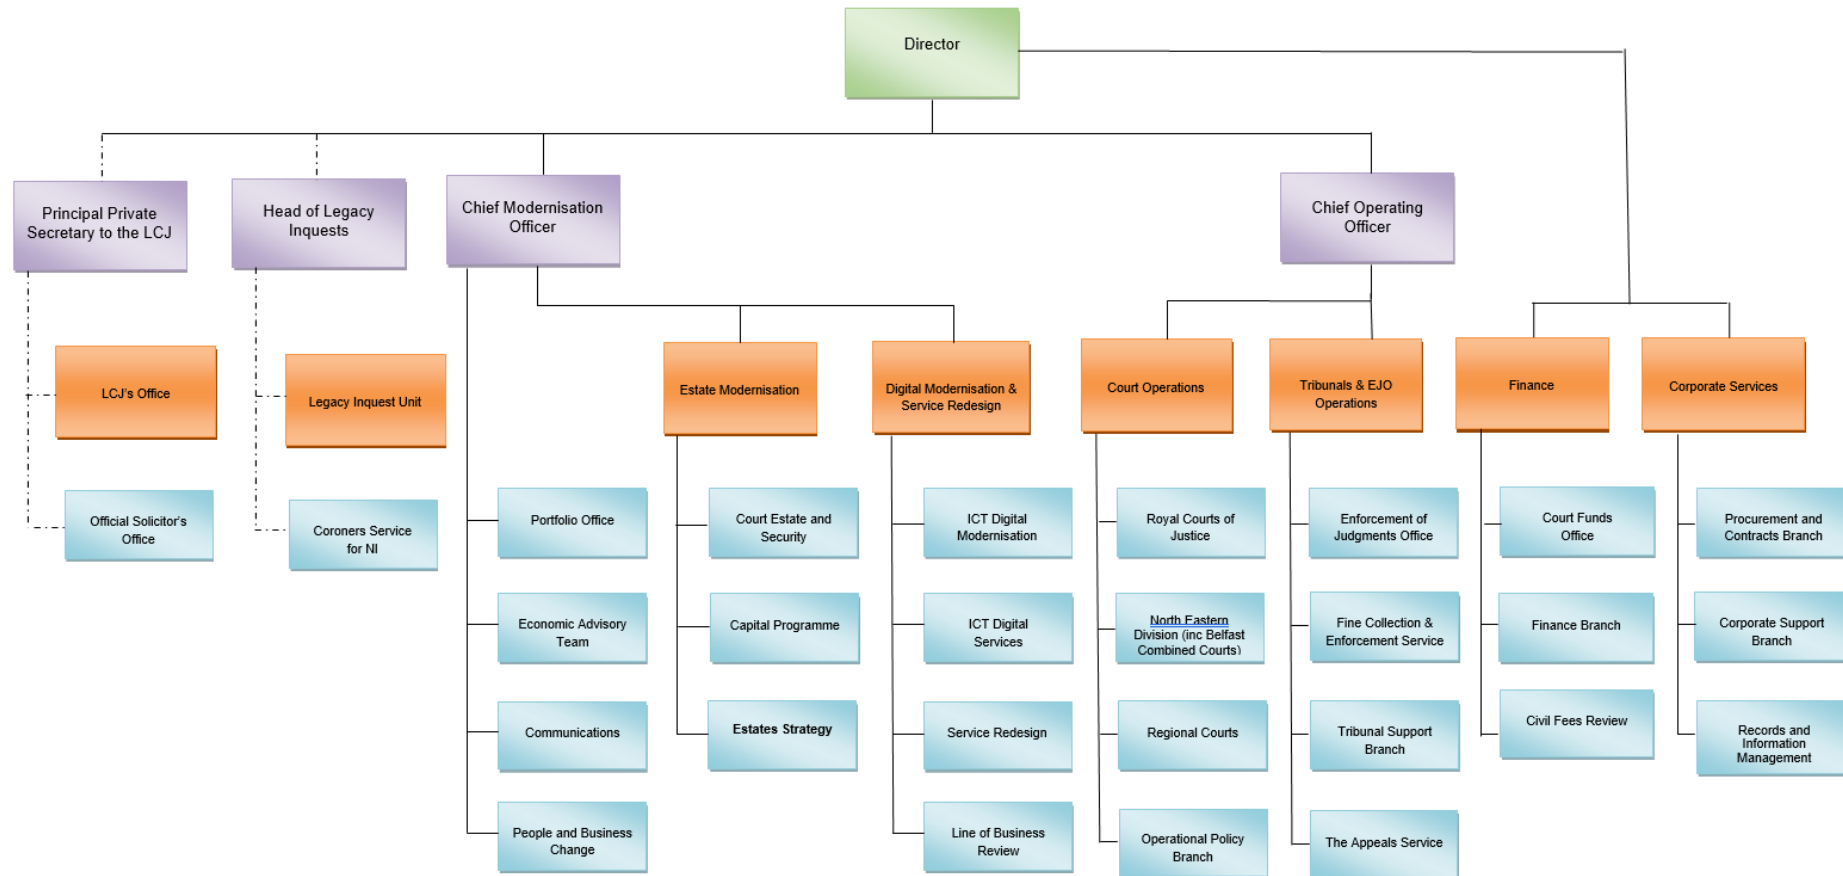 Director
Principal Private
Secretary to the LCJ
Head of Legacy
Inquests
Chief Modernisation
Officer
Chief Operating
Officer
LCJ's Office
Legacy Inquest Unit
Estate Modernisation
Digital Modernisation &
Service Redesign
Court Operations
Tribunals & EJO
Operations
Finance
Corporate Services
Official Solicitor's
Office
Coroners Service
for NI
Portfolio Office
Court Estate and
Security
ICT Digital
Modernisation
Royal Courts of
Justice
Enforcement of
Judgments Office
Court Funds
Office
Procurement and
Contracts Branch
Economic Advisory
Team
Capital Programme
ICT Digital
Services
North Eastern
Division (inc Belfast
Combined Courts)
Fine Collection &
Enforcement Service
Finance Branch
Corporate Support
Branch
Communications
Estates Strategy
Service Redesign
Regional Courts
Tribunal Support
Branch
Civil Fees Review
Records and
Information
Management
People and Business
Change
Line of Business
Review
Operational Policy
Branch
The Appeals Service